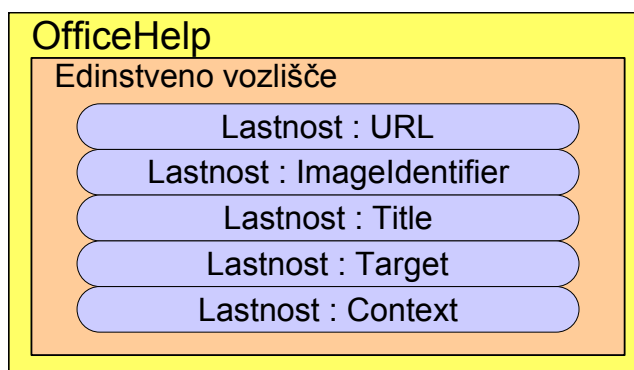 OfficeHelp
Edinstveno vozlišče
Lastnost : URL
Lastnost : ImageIdentifier
Lastnost : Title
Lastnost : Target
Lastnost : Context